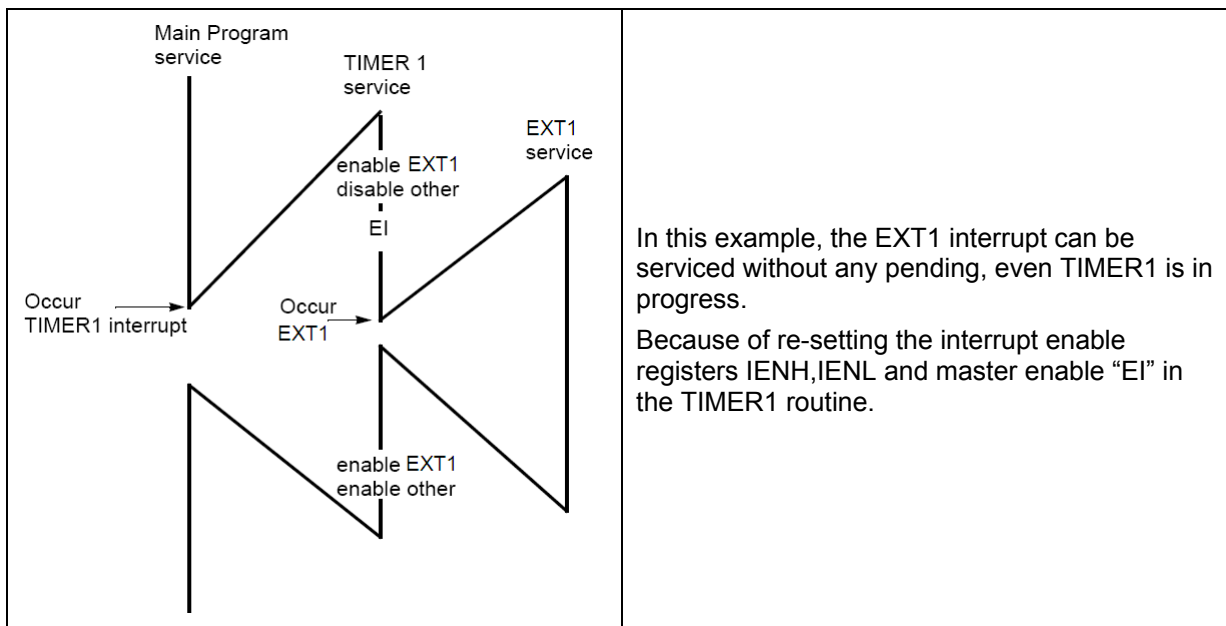 Main Program
service
TIMER 1
service
EXT1
service
enable EXT1
disable other
EI
Occur
TIMER1 interrupt
Occur
EXT1
enable EXT1
enable other
In this example, the EXT1 interrupt can be
serviced without any pending, even TIMER1 is in
progress.
Because of re-setting the interrupt enable
registers IENH,IENL and master enable “EI” in
the TIMER1 routine.